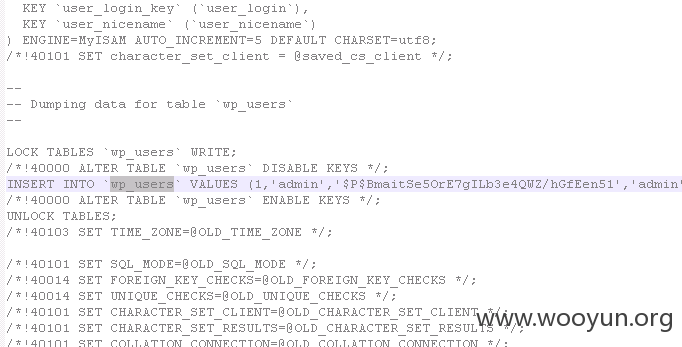 KEY `user_login_key` (`user_login`),
KEY `user_nicename` (`user_nicename`)
) ENGINE=MyISAM AUTO_INCREMENT=5 DEFAULT CHARSET=utf8;
/*!40101 SET character_set_client = @saved_cs_client */;
--
-- Dumping data for table `wp_users`
--
LOCK TABLES `wp_users` WRITE;
/*!40000 ALTER TABLE `wp_users` DISABLE KEYS */;
INSERT INTO `wp_users` VALUES (1,'admin','$P$BmaitSe5OrE7gILb3e4QWZ/hGfEen51','admin'
/*!40000 ALTER TABLE `wp_users` ENABLE KEYS */;
UNLOCK TABLES;
/*!40103 SET TIME_ZONE=@OLD_TIME_ZONE */;
/*!40101 SET SQL_MODE=@OLD_SQL_MODE */;
/*!40014 SET FOREIGN_KEY_CHECKS=@OLD_FOREIGN_KEY_CHECKS */;
/*!40014 SET UNIQUE_CHECKS=@OLD_UNIQUE_CHECKS */;
/*!40101 SET CHARACTER_SET_CLIENT=@OLD_CHARACTER_SET_CLIENT */;
/*!40101 SET CHARACTER_SET_RESULTS=@OLD_CHARACTER_SET_RESULTS */;
/*!40101 SET COLLATION_CONNECTION=@OLD_COLLATION_CONNECTION */;
www.wooyun.org